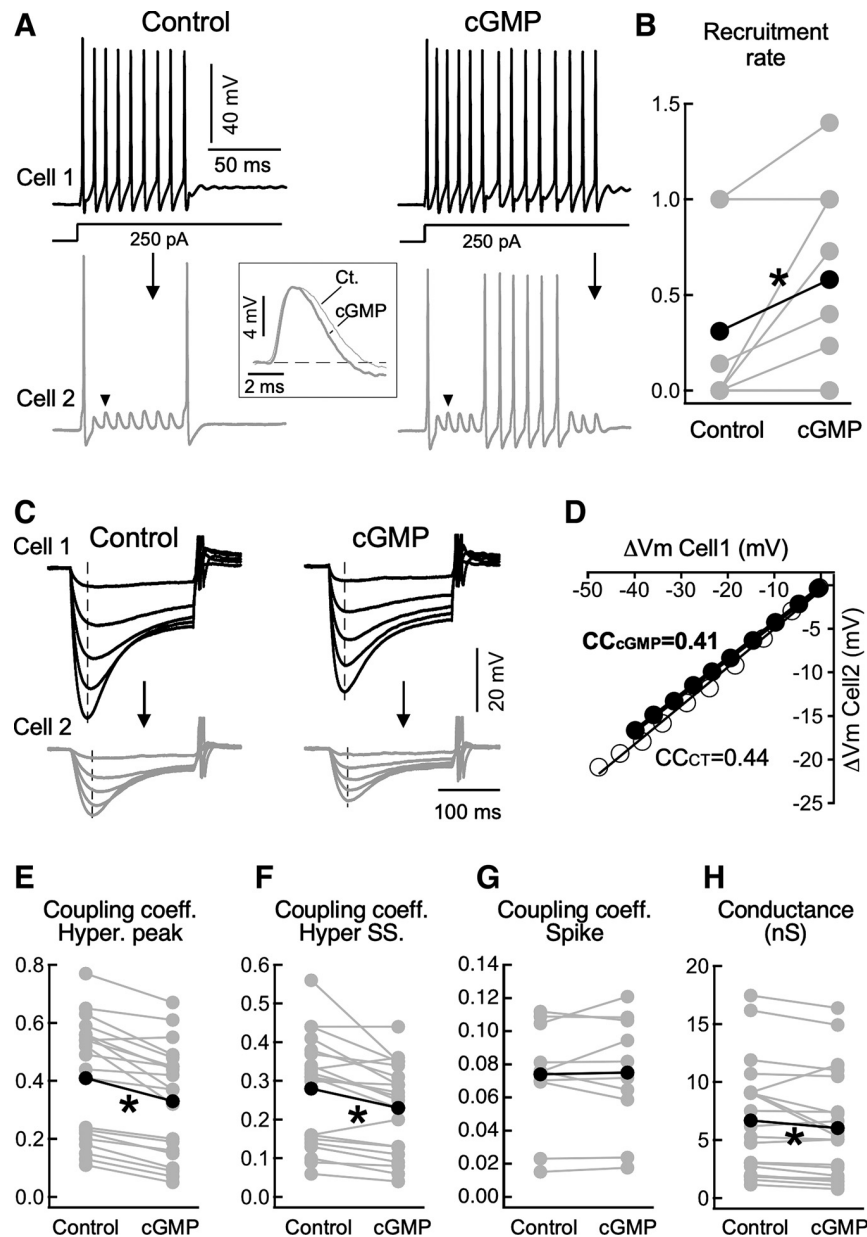 A
Control
cGMP
40 mV
50 ms
Cell 1
250 pA
250 pA
Ct.
cGMP
4 mV
2 ms
Cell 2
*
B
Recruitment
rate
1.5
1.0
0.5
0.0
*
Control
cGMP
C
Cell 1
Control
cGMP
20 mV
Cell 2
100 ms
D
ΔVm Cell1 (mV)
-50 -40 -30 -20 -10
-5
-10
-15
-20
-25
ΔVm Cell2 (mV)
CCcGMP=0.41
CCCT=0.44
E
Coupling coeff.
Hyper. peak
0.8
0.6
0.4
0.2
0.0
*
Control
cGMP
F
Coupling coeff.
Hyper SS.
0.6
0.5
0.4
0.3
0.2
0.1
0.0
*
Control
cGMP
G
Coupling coeff.
Spike
0.14
0.12
0.10
0.08
0.06
0.04
0.02
0.00
Control
cGMP
H
Conductance
(nS)
20
15
10
5
0
*
Control
cGMP